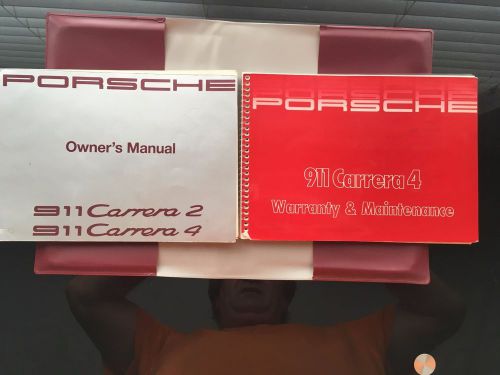 PORSCHE
Owner's Manual
911 Carrera 2
911 Carrera 4
PORSCHE
911 Carrera 4
Warranty & Maintenance